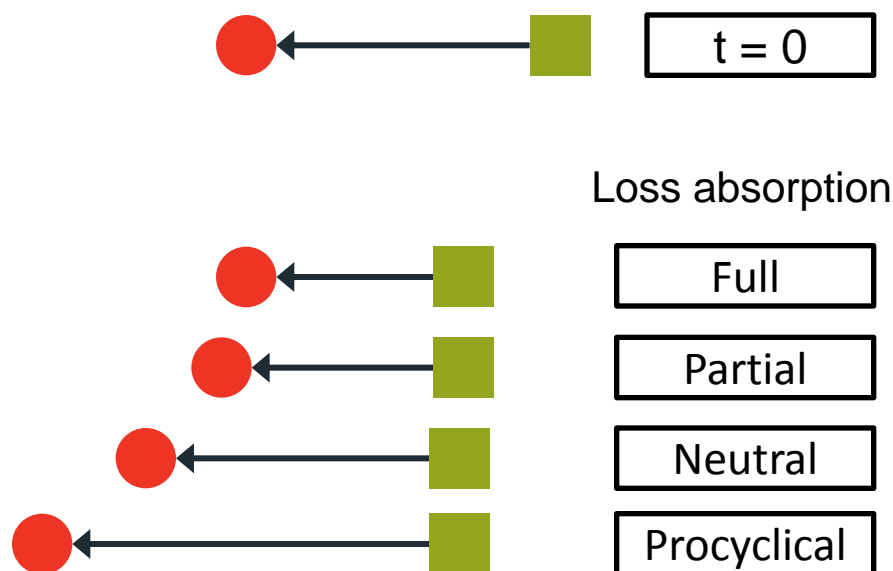 t = 0
Loss absorption
Full
Partial
Neutral
Procyclical